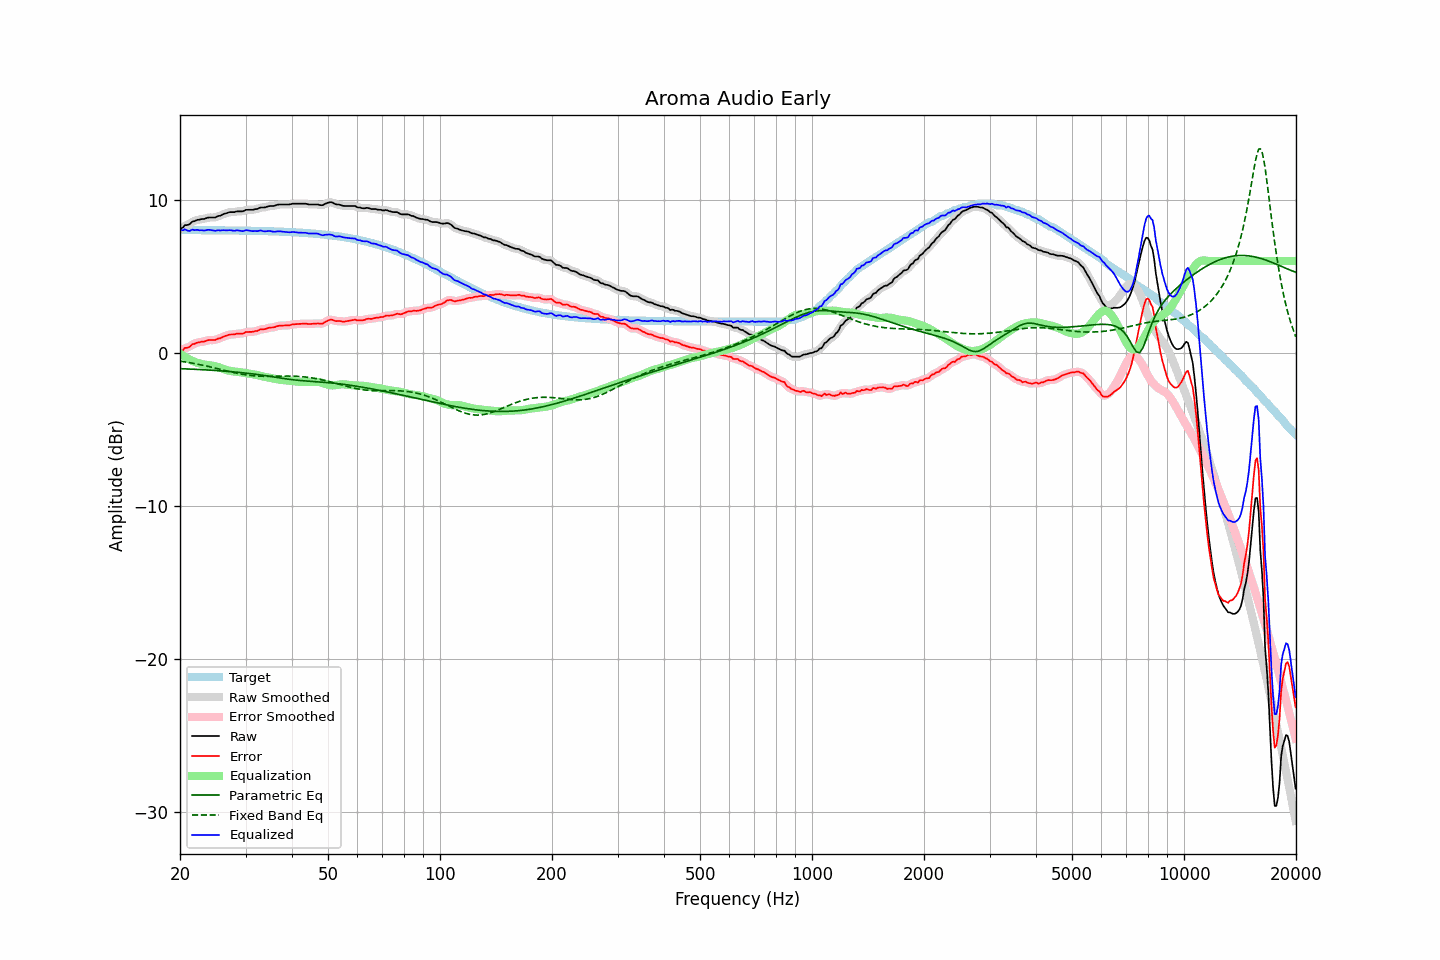 Aroma Audio Early
10
0
−10
−20
−30
Amplitude (dBr)
Target
Raw Smoothed
Error Smoothed
Raw
Error
Equalization
Parametric Eq
Fixed Band Eq
Equalized
20 50 100 200 500 1000 2000 5000 10000 20000
Frequency (Hz)